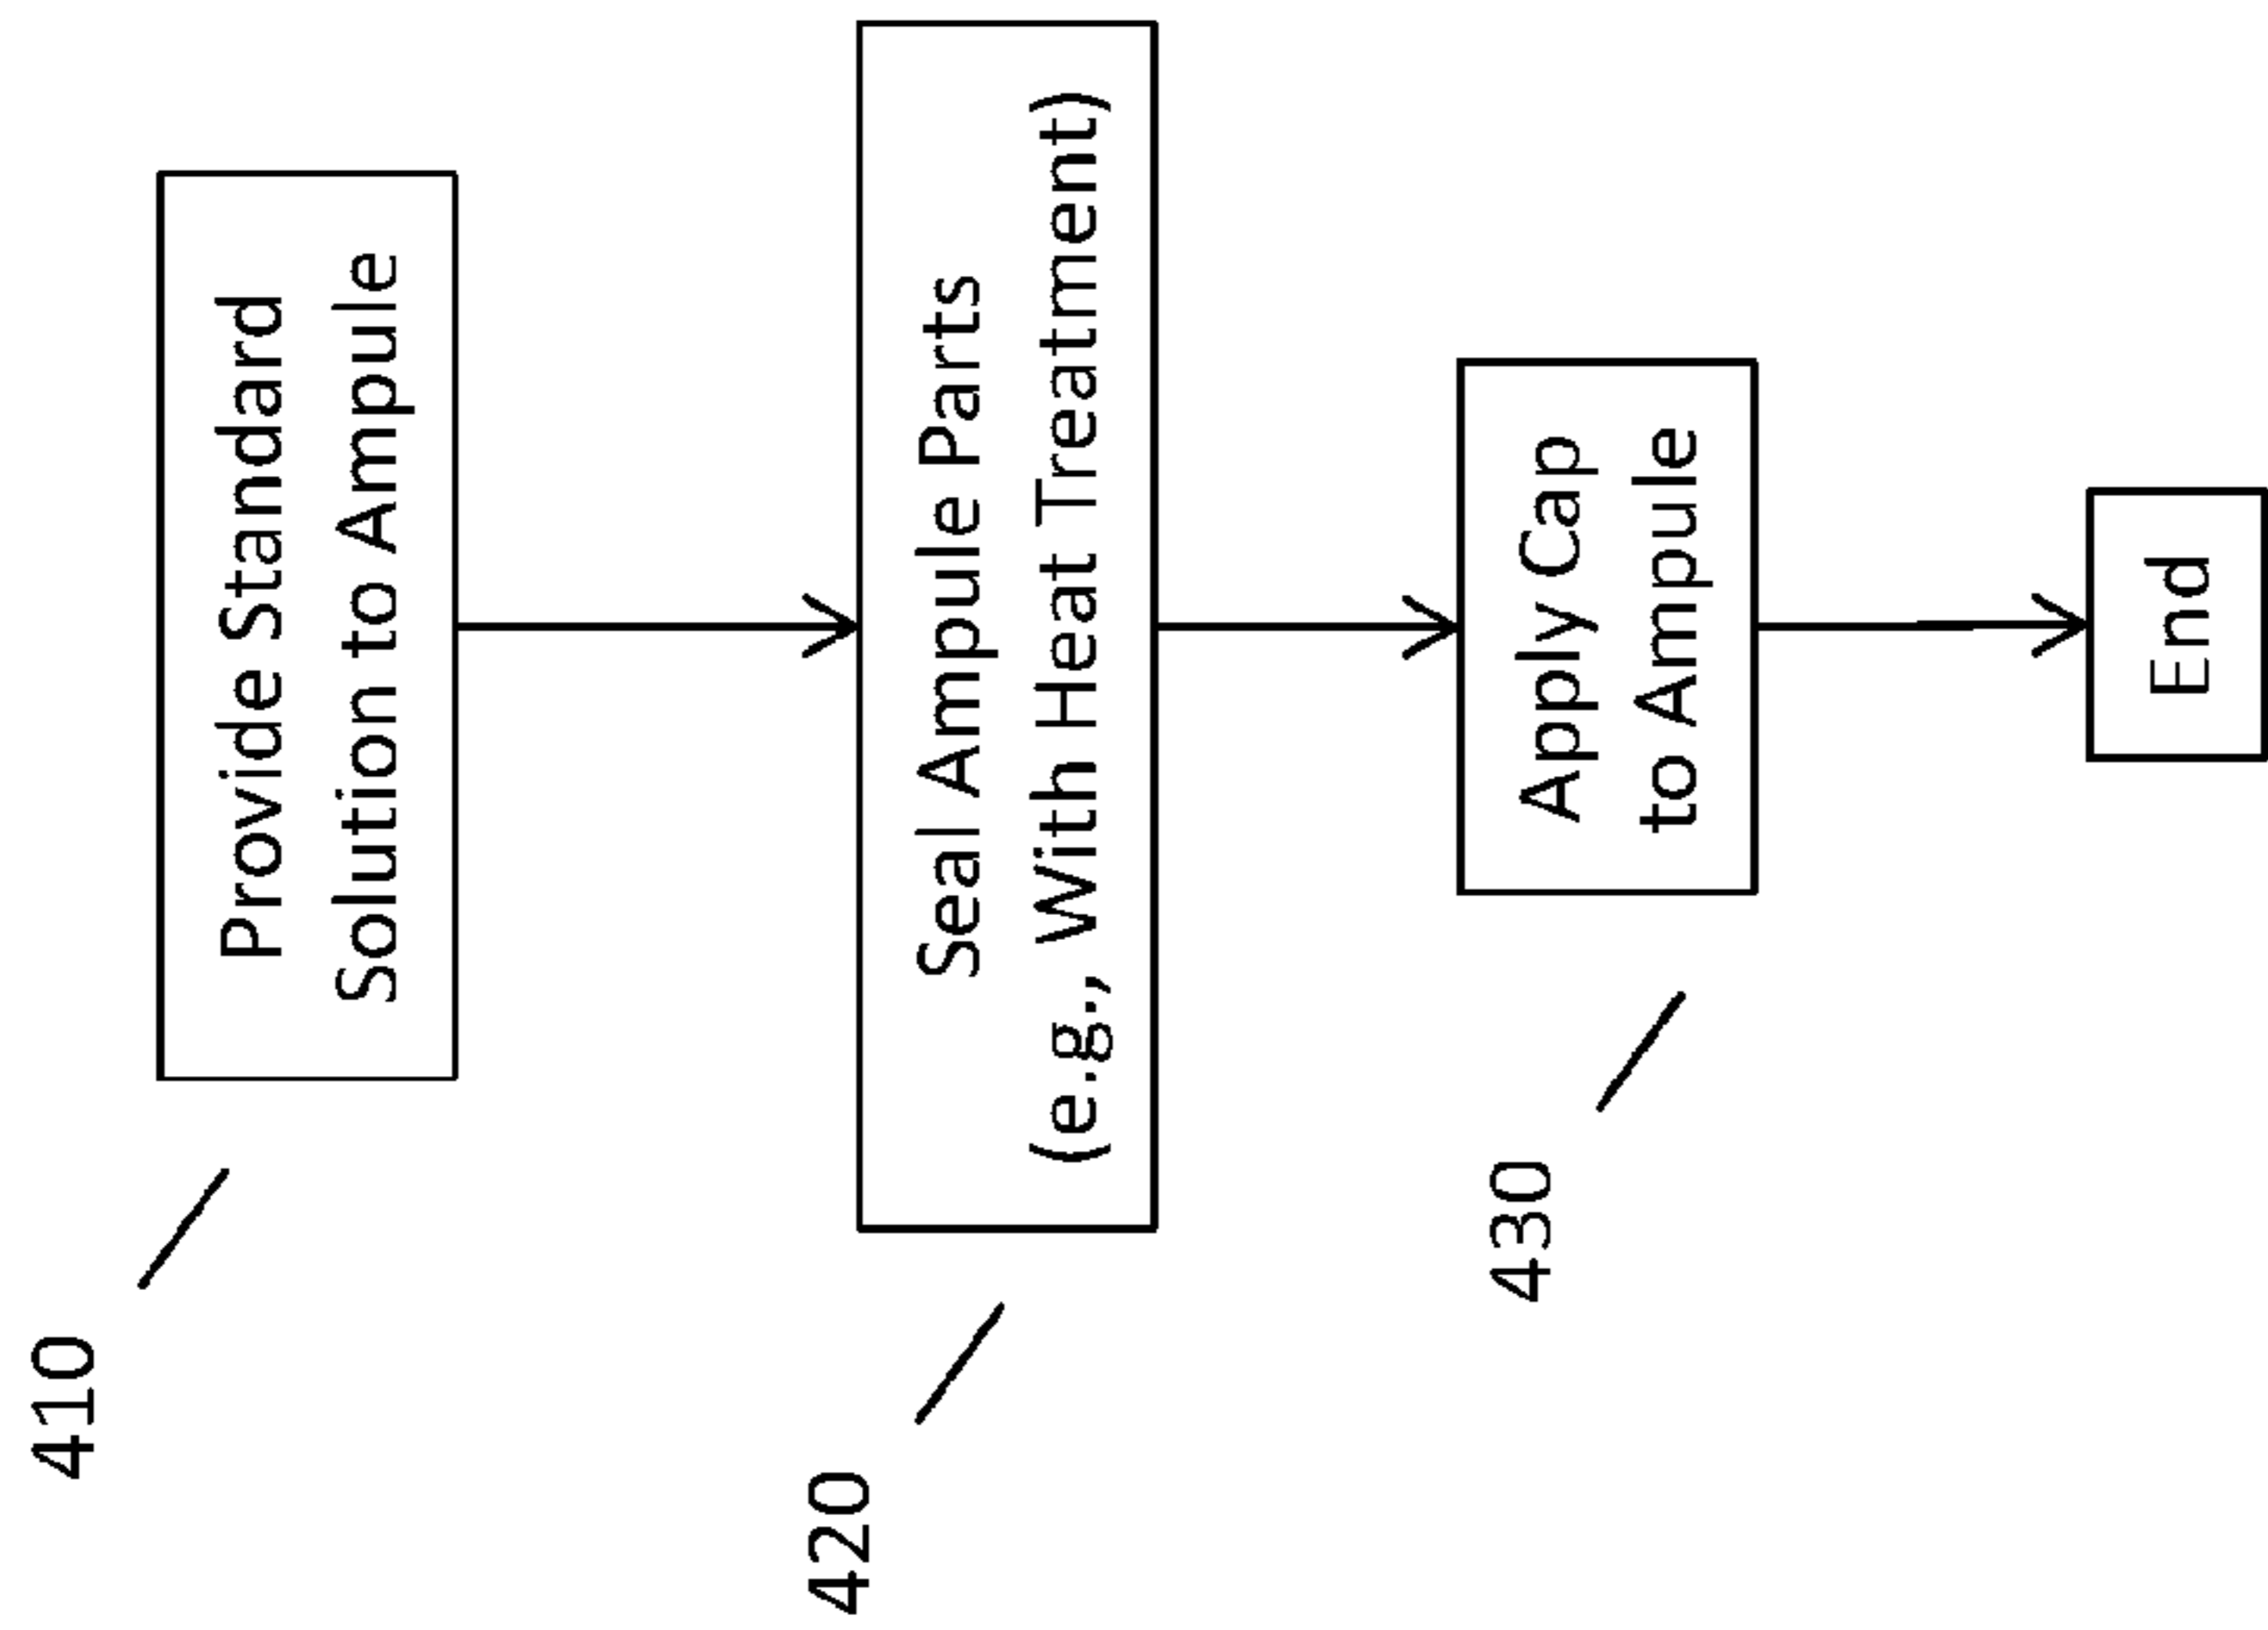 410
Provide Standard
Solution to Ampule
420
Seal Ampule Parts
(e.g., With Heat Treatment)
430
Apply Cap
to Ampule
End